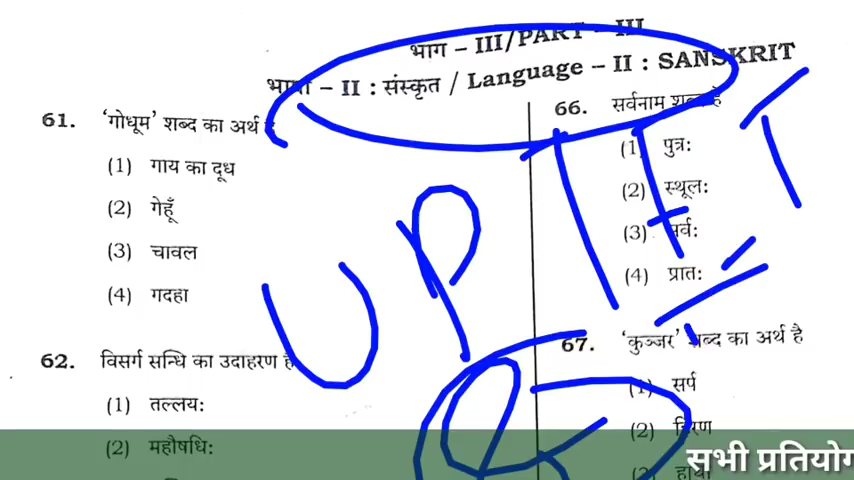 भाग – III/PART – III
भाषा – II : संस्कृत / Language – II : SANSKRIT
61. 'गोधूम' शब्द का अर्थ है
(1) गाय का दूध
(2) गेहूँ
(3) चावल
(4) गदहा
62. विसर्ग सन्धि का उदाहरण है
(1) तल्लय:
(2) महौषधि:
66. सर्वनाम शब्द है
(1) पुत्र:
(2) स्थूल:
(3) सर्व:
(4) प्रात:
67. 'कुञ्जर' शब्द का अर्थ है
(1) सर्प
(2) हिरण
(3) हाथी
UPTET
सभी प्रतियोग